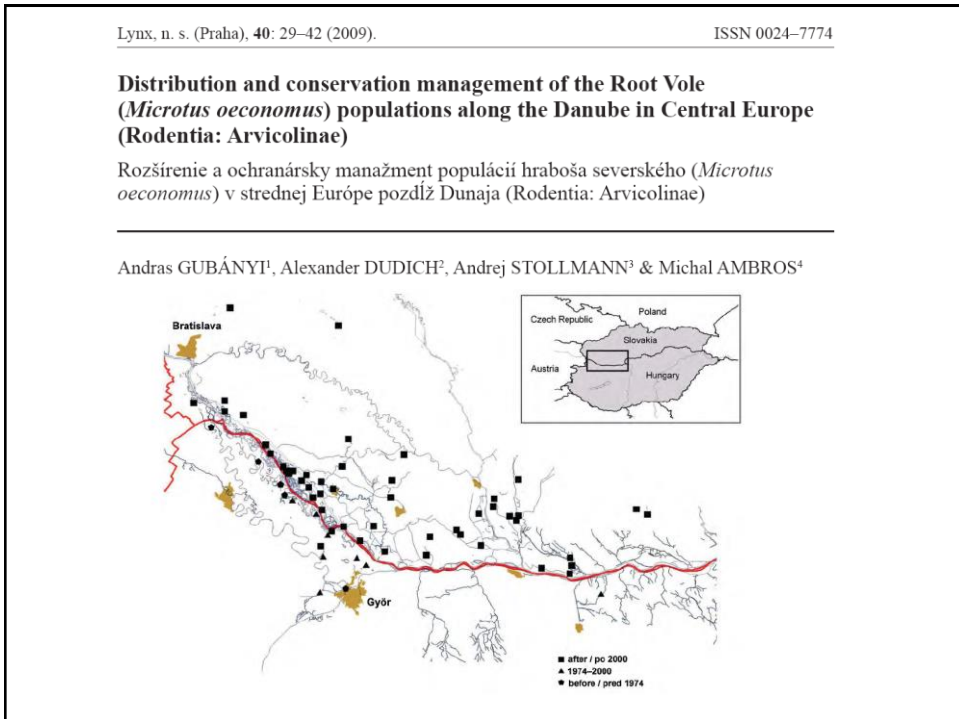 Lynx, n. s. (Praha), 40: 29–42 (2009). ISSN 0024–7774
Distribution and conservation management of the Root Vole
(Microtus oeconomus) populations along the Danube in Central Europe
(Rodentia: Arvicolinae)
Rozšírenie a ochranársky manažment populácií hraboša severského (Microtus
oeconomus) v strednej Európe pozdĺž Dunaja (Rodentia: Arvicolinae)
Andras GUBÁNYI¹, Alexander DUDICH², Andrej STOLLMANN³ & Michal AMBROS⁴
Bratislava
Czech Republic
Poland
Slovakia
Austria
Hungary
Győr
after / po 2000
1974–2000
before / pred 1974